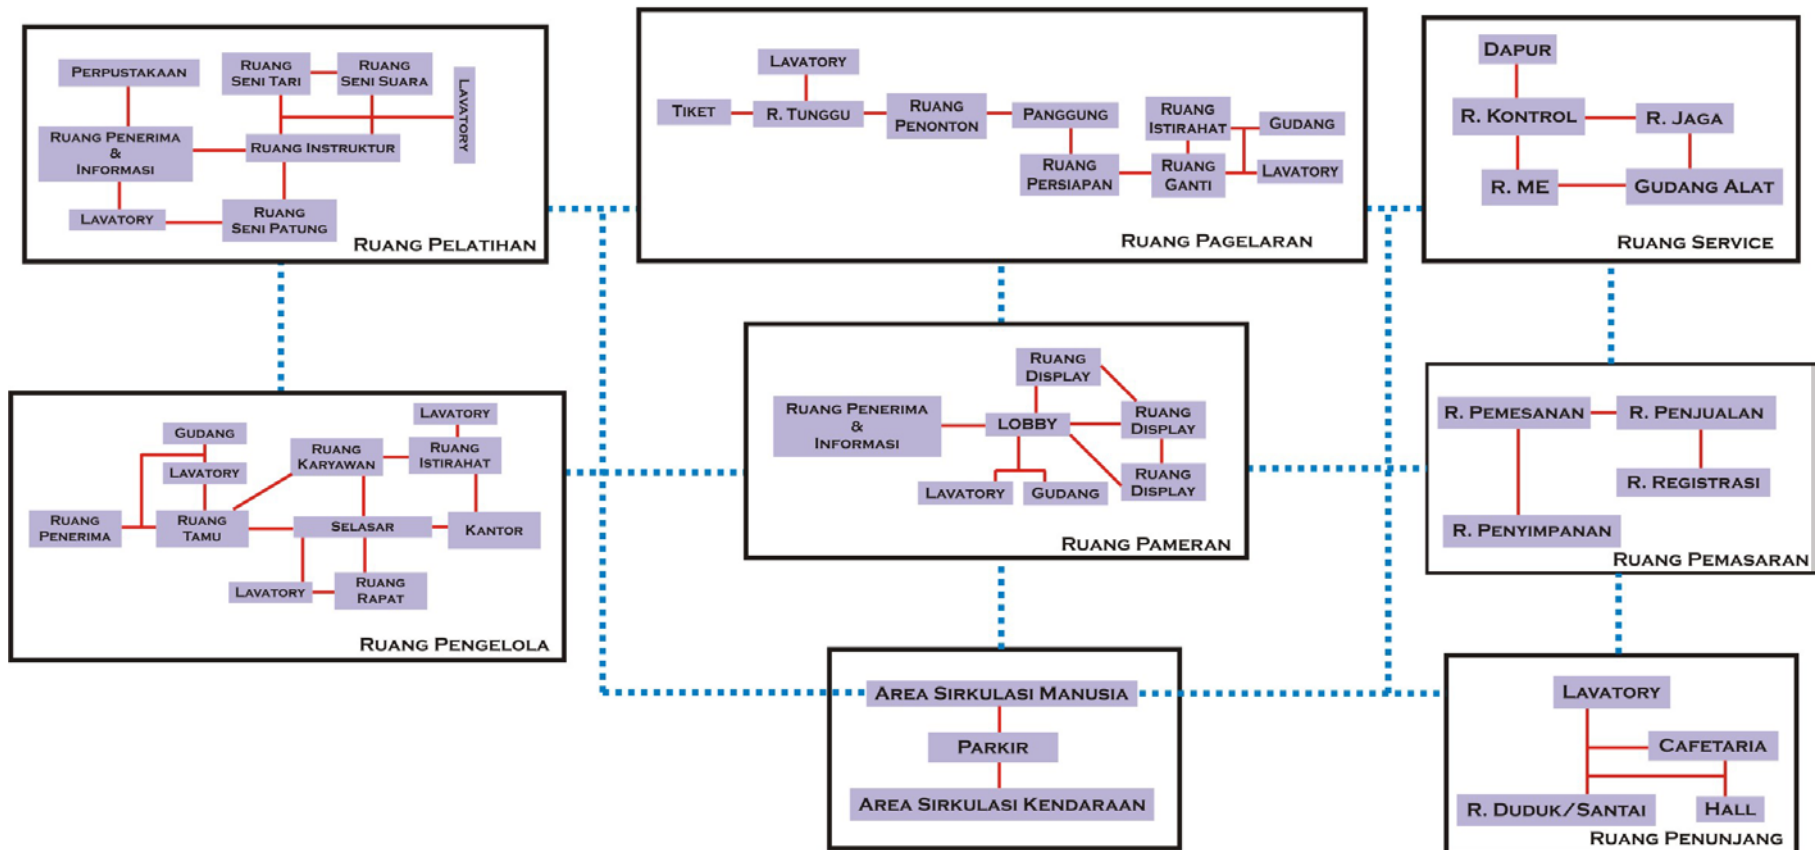 PERPUSTAKAAN
RUANG
SENI TARI
RUANG
SENI SUARA
LAVATORY
RUANG PENERIMA
&
INFORMASI
RUANG INSTRUKTUR
LAVATORY
RUANG
SENI PATUNG
RUANG PELATIHAN
LAVATORY
TIKET
R. TUNGGU
RUANG
PENONTON
PANGGUNG
RUANG
ISTIRAHAT
GUDANG
RUANG
PERSIAPAN
RUANG
GANTI
LAVATORY
RUANG PAGELARAN
DAPUR
R. KONTROL
R. JAGA
R. ME
GUDANG ALAT
RUANG SERVICE
LAVATORY
GUDANG
RUANG
KARYAWAN
RUANG
ISTIRAHAT
LAVATORY
RUANG
PENERIMA
RUANG
TAMU
SELASAR
KANTOR
LAVATORY
RUANG
RAPAT
RUANG PENGELOLA
RUANG
DISPLAY
RUANG PENERIMA
&
INFORMASI
LOBBY
RUANG
DISPLAY
LAVATORY
GUDANG
RUANG
DISPLAY
RUANG PAMERAN
R. PEMESANAN
R. PENJUALAN
R. REGISTRASI
R. PENYIMPANAN
RUANG PEMASARAN
AREA SIRKULASI MANUSIA
PARKIR
AREA SIRKULASI KENDARAAN
LAVATORY
CAFETARIA
R. DUDUK/SANTAI
HALL
RUANG PENUNJANG